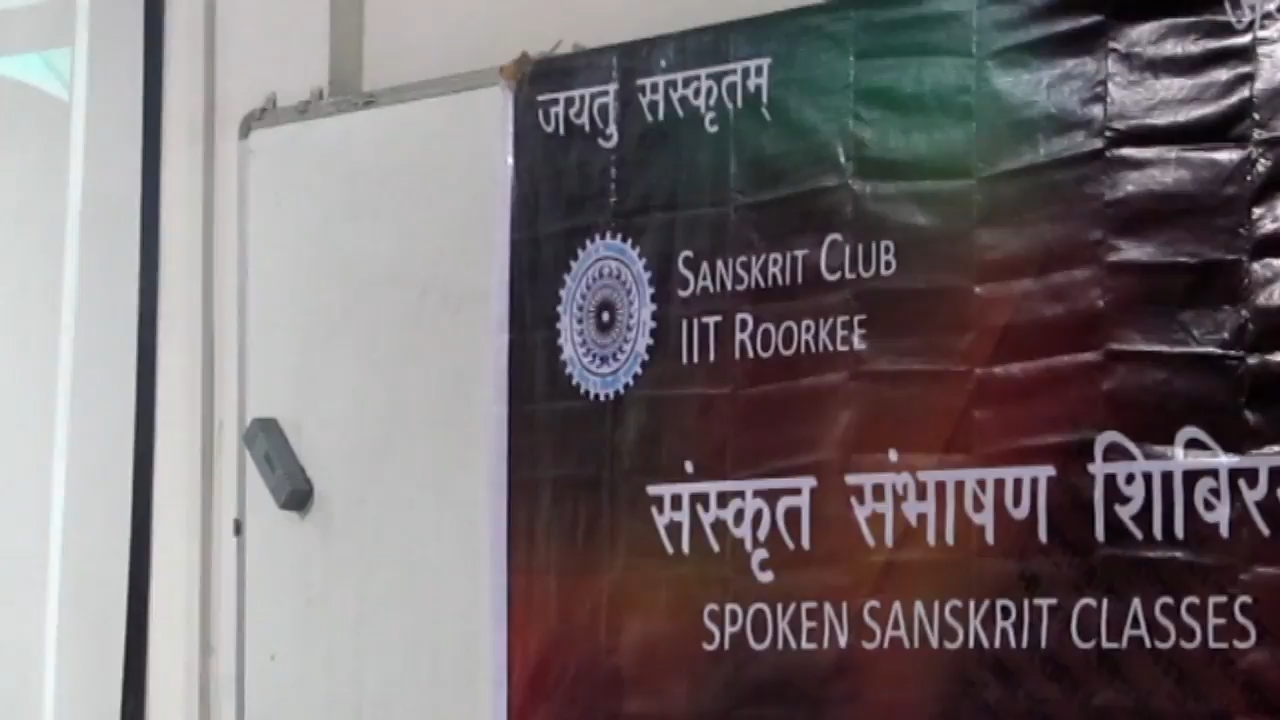 जयतु संस्कृतम्
SANSKRIT CLUB
IIT ROORKEE
संस्कृत संभाषण
SPOKEN SANSKRIT CLASSES